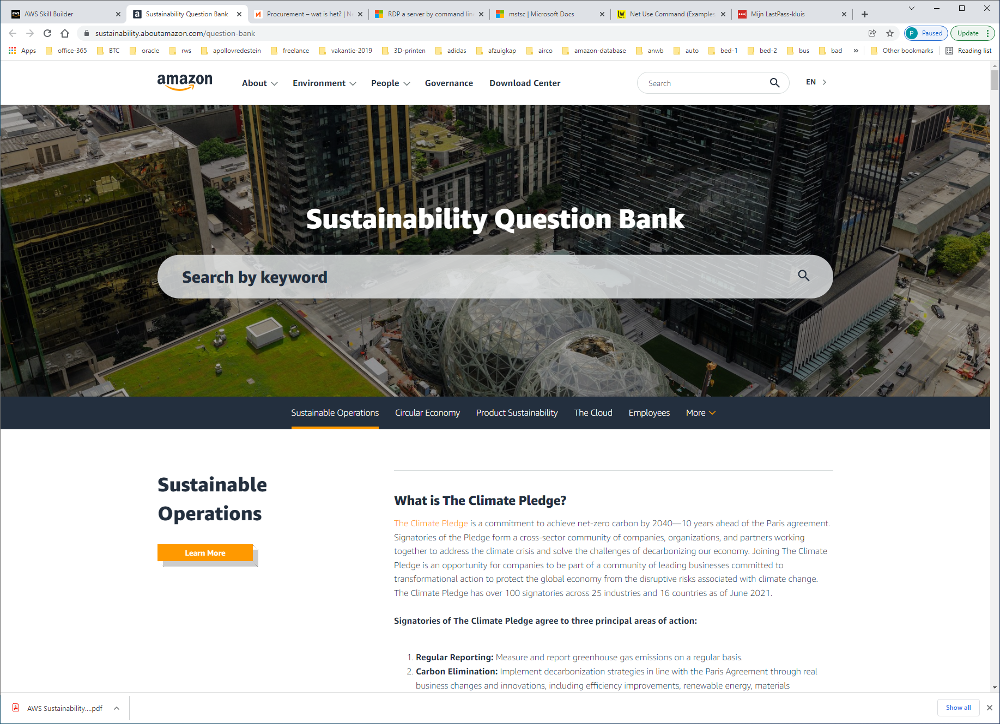 AWS Skill Builder
Sustainability Question Bank
Procurement – wat is het? | N
RDP a server by command lin
mstsc | Microsoft Docs
Net Use Command (Examples,
Mijn LastPass-kluis
sustainability.aboutamazon.com/question-bank
P Paused
Update
Apps office-365 BTC oracle rws apollovredestein freelance vakantie-2019 3D-printen adidas afzuigkap airco amazon-database anwb auto bed-1 bed-2 bus bad » Other bookmarks Reading list
amazon
About Environment People Governance Download Center
Search
EN
Sustainability Question Bank
Search by keyword
Sustainable Operations Circular Economy Product Sustainability The Cloud Employees More
Sustainable
Operations
Learn More
What is The Climate Pledge?
The Climate Pledge is a commitment to achieve net-zero carbon by 2040—10 years ahead of the Paris agreement.
Signatories of the Pledge form a cross-sector community of companies, organizations, and partners working
together to address the climate crisis and solve the challenges of decarbonizing our economy. Joining The Climate
Pledge is an opportunity for companies to be part of a community of leading businesses committed to
transformational action to protect the global economy from the disruptive risks associated with climate change.
The Climate Pledge has over 100 signatories across 25 industries and 16 countries as of June 2021.
Signatories of The Climate Pledge agree to three principal areas of action:
1. Regular Reporting: Measure and report greenhouse gas emissions on a regular basis.
2. Carbon Elimination: Implement decarbonization strategies in line with the Paris Agreement through real
business changes and innovations, including efficiency improvements, renewable energy, materials
AWS Sustainability....pdf
Show all